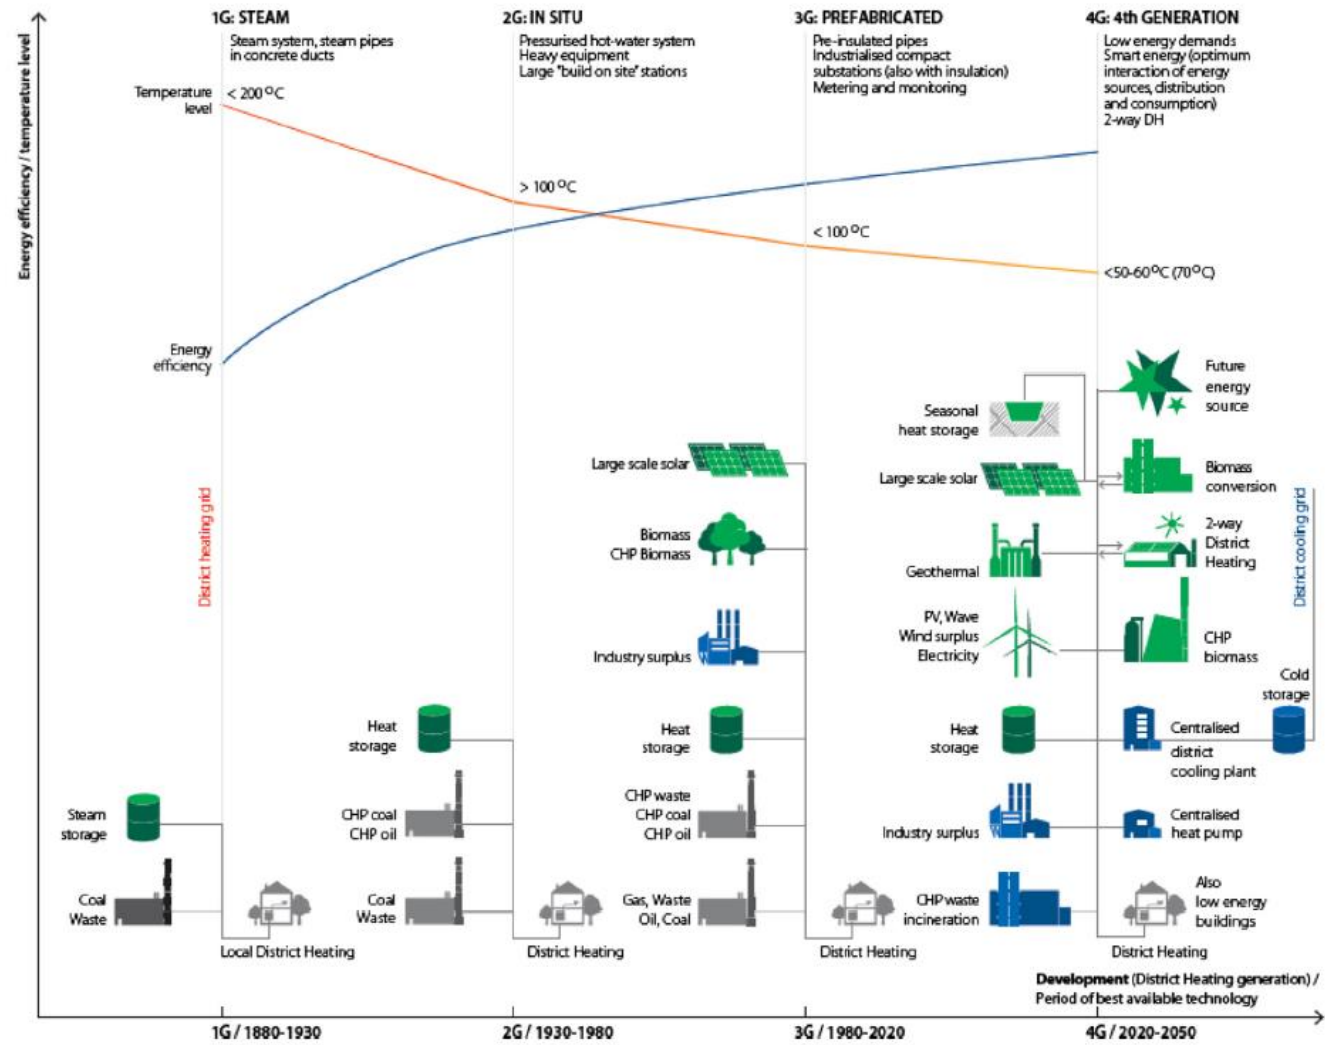 1G: STEAM
Steam system, steam pipes
in concrete ducts
2G: IN SITU
Pressurised hot-water system
Heavy equipment
Large "build on site" stations
3G: PREFABRICATED
Pre-insulated pipes
Industrialised compact
substations (also with insulation)
Metering and monitoring
4G: 4th GENERATION
Low energy demands
Smart energy (optimum
interaction of energy
sources, distribution
and consumption)
2-way DH
Energy efficiency / temperature level
Temperature
level
< 200 °C
> 100 °C
< 100 °C
<50-60°C (70°C)
Energy
efficiency
District heating grid
Steam
storage
Coal
Waste
Local District Heating
Heat
storage
CHP coal
CHP oil
Coal
Waste
District Heating
Large scale solar
Biomass
CHP Biomass
Industry surplus
Heat
storage
CHP waste
CHP coal
CHP oil
Gas, Waste
Oil, Coal
District Heating
Seasonal
heat storage
Large scale solar
Geothermal
PV, Wave
Wind surplus
Electricity
Heat
storage
Industry surplus
CHP waste
incineration
Future
energy
source
Biomass
conversion
2-way
District
Heating
CHP
biomass
Centralised
district
cooling plant
Centralised
heat pump
Also
low energy
buildings
District Heating
District cooling grid
Cold
storage
Development (District Heating generation) /
Period of best available technology
1G / 1880-1930
2G / 1930-1980
3G / 1980-2020
4G / 2020-2050